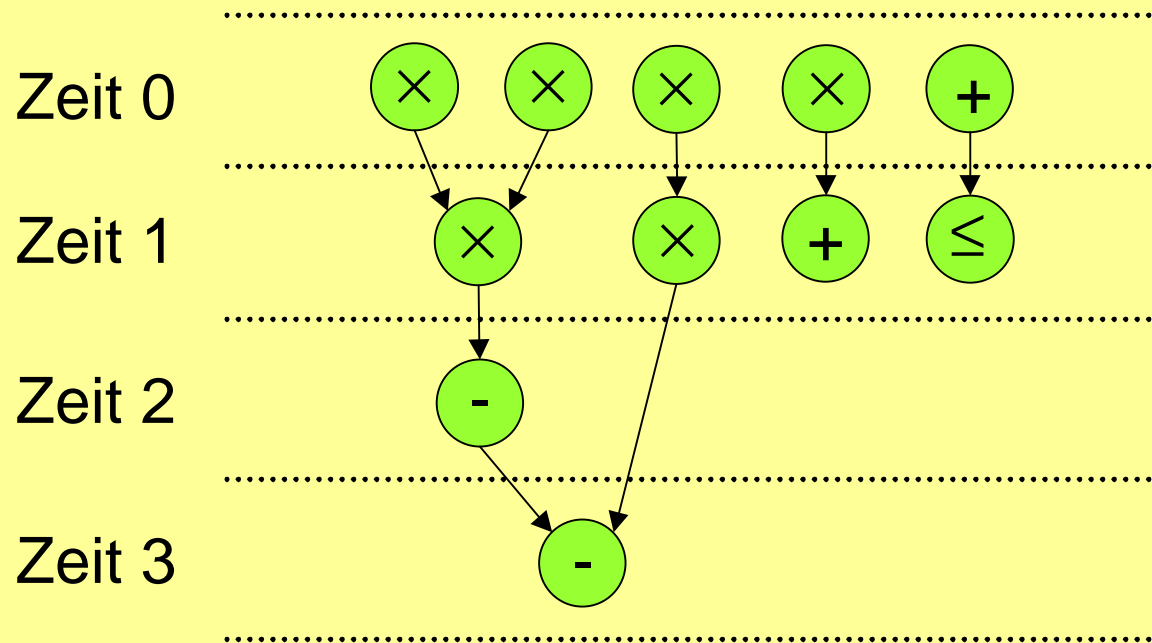 Zeit 0 × × × × +
Zeit 1 × × + ≤
Zeit 2 -
Zeit 3 -